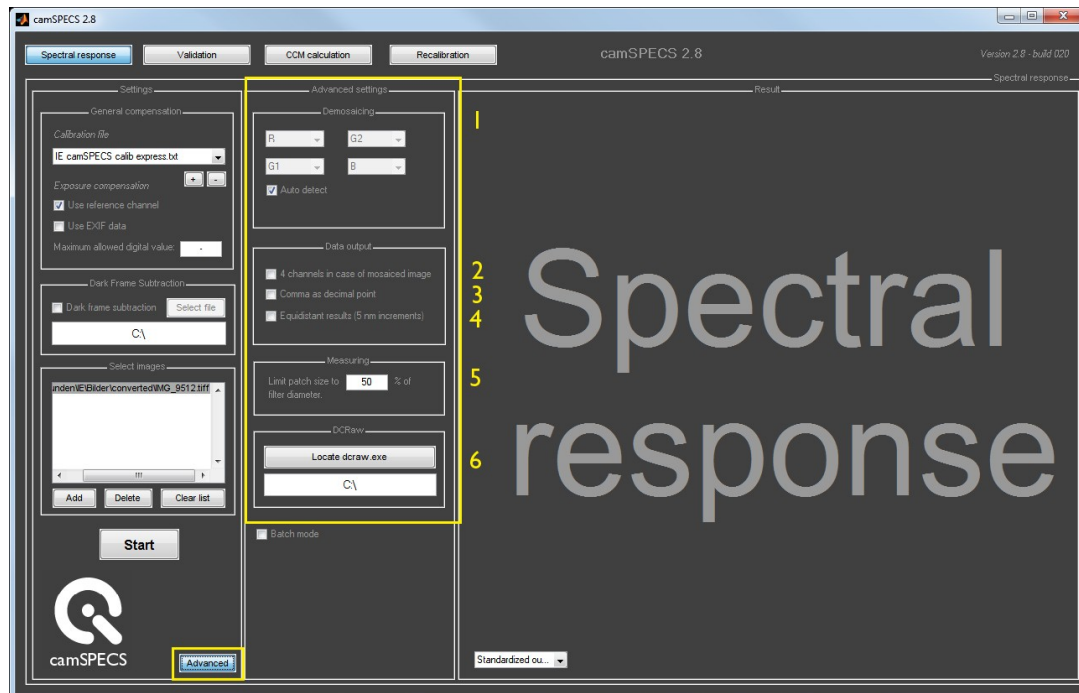 camSPECS 2.8
Spectral response
Validation
CCM calculation
Recalibration
camSPECS 2.8
Version 2.8 - build 020
Spectral response
Settings
General compensation
Calibration file
IE camSPECS calib express.txt
Exposure compensation
+
-
Use reference channel
Use EXIF data
Maximum allowed digital value:
-
Dark Frame Subtraction
Dark frame subtraction
Select file
C:\
Select images
unden\IE\Bilder\converted\IMG_9512.tiff
Add
Delete
Clear list
Start
camSPECS
Advanced
Advanced settings
Demosaicing
1
R
G2
G1
B
Auto detect
Data output
4 channels in case of mosaiced image
2
Comma as decimal point
3
Equidistant results (5 nm increments)
4
Measuring
Limit patch size to 50 % of
filter diameter.
5
DCRaw
Locate dcraw.exe
6
C:\
Batch mode
Result
Spectral
response
Standardized ou...